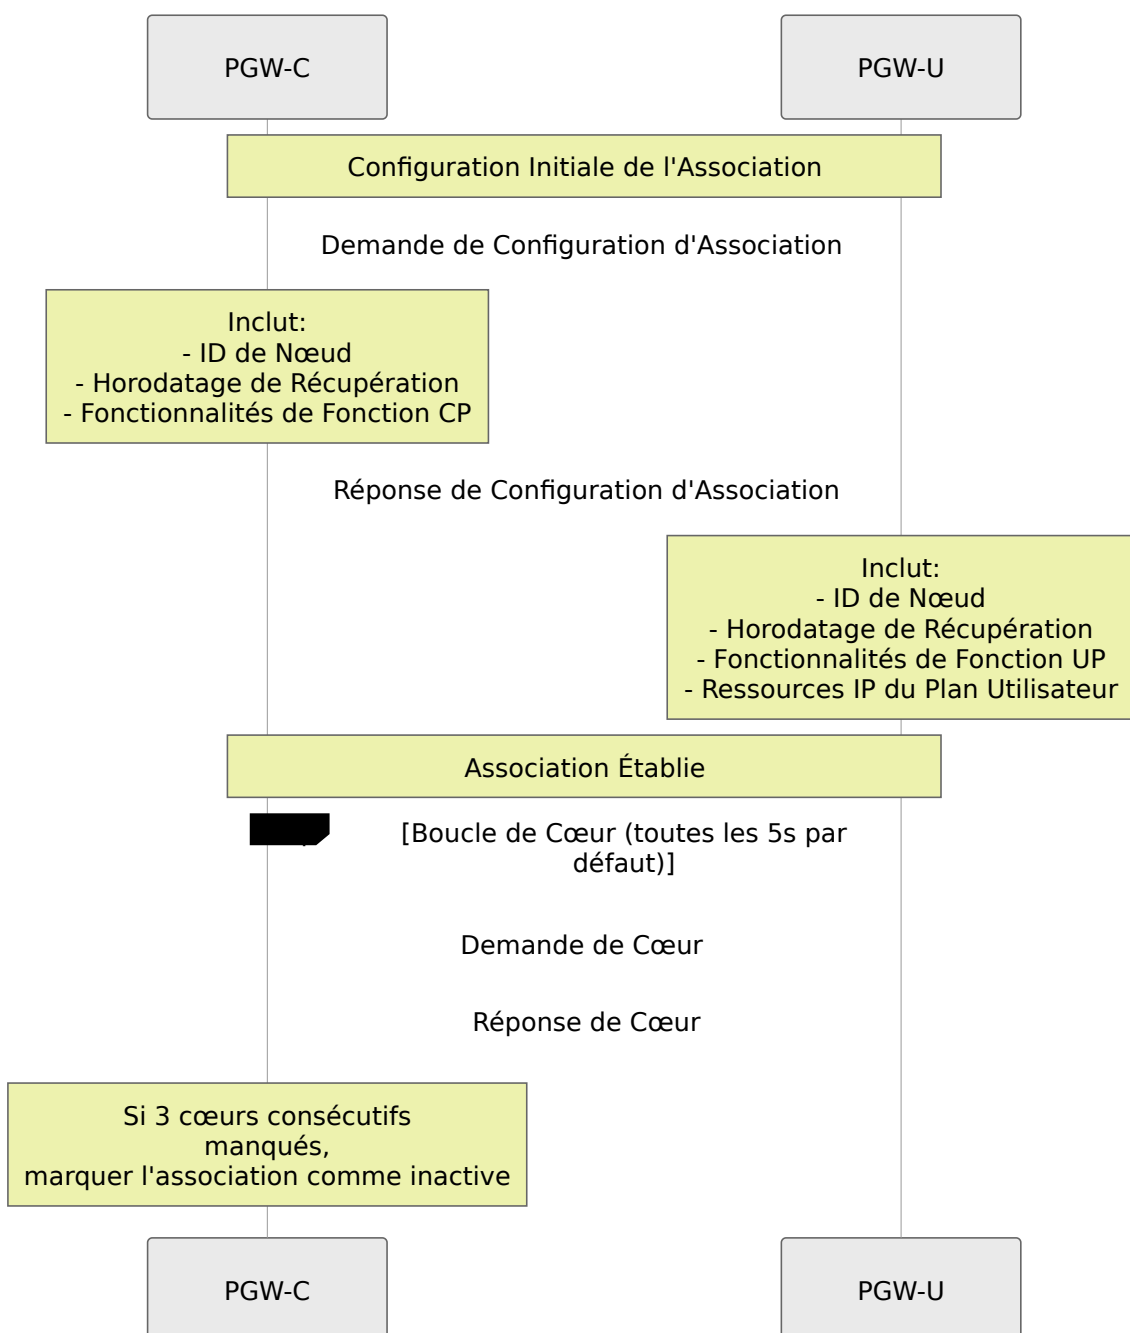 PGW-C
PGW-U
Configuration Initiale de l'Association
Demande de Configuration d'Association
Inclut:
- ID de Nœud
- Horodatage de Récupération
- Fonctionnalités de Fonction CP
Réponse de Configuration d'Association
Inclut:
- ID de Nœud
- Horodatage de Récupération
- Fonctionnalités de Fonction UP
- Ressources IP du Plan Utilisateur
Association Établie
[Boucle de Cœur (toutes les 5s par
défaut)]
Demande de Cœur
Réponse de Cœur
Si 3 cœurs consécutifs
manqués,
marquer l'association comme inactive
PGW-C
PGW-U